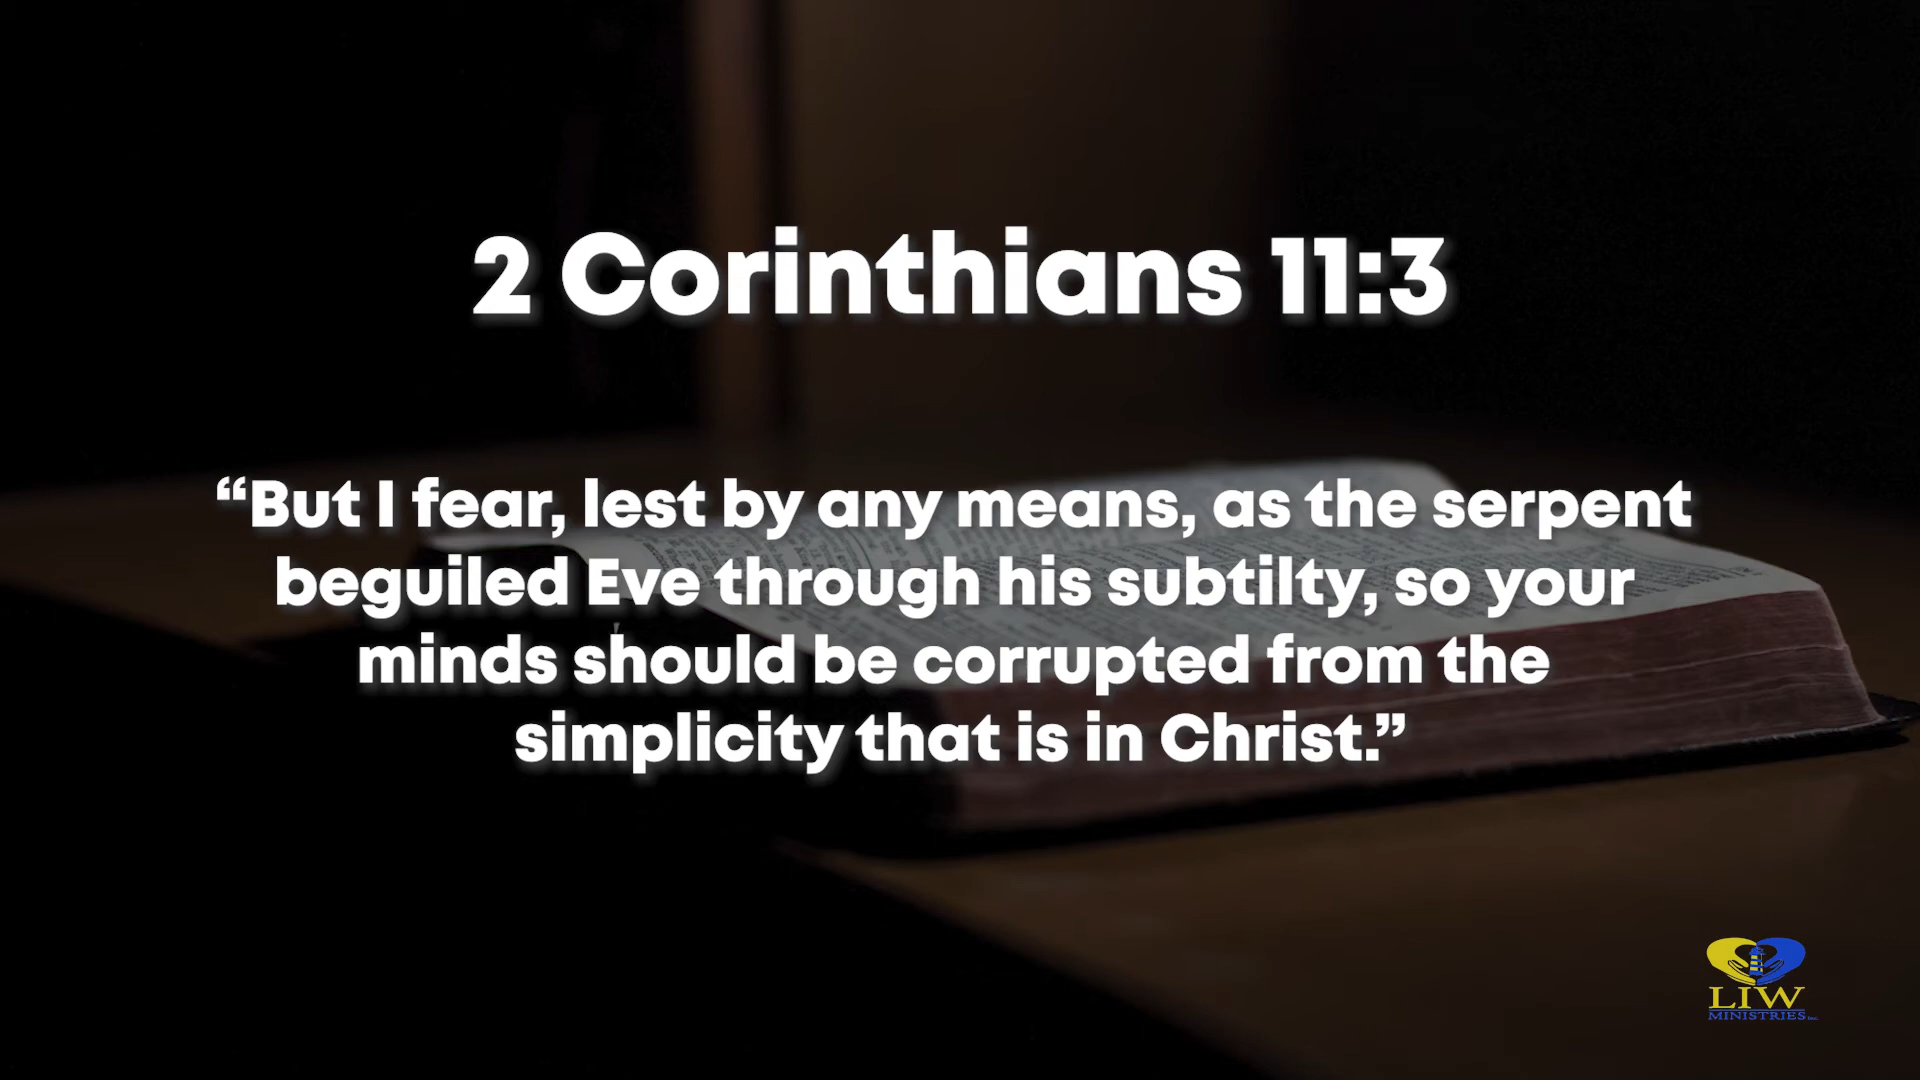 2 Corinthians 11:3
“But I fear, lest by any means, as the serpent
beguiled Eve through his subtilty, so your
minds should be corrupted from the
simplicity that is in Christ.”
LIW
MINISTRIES